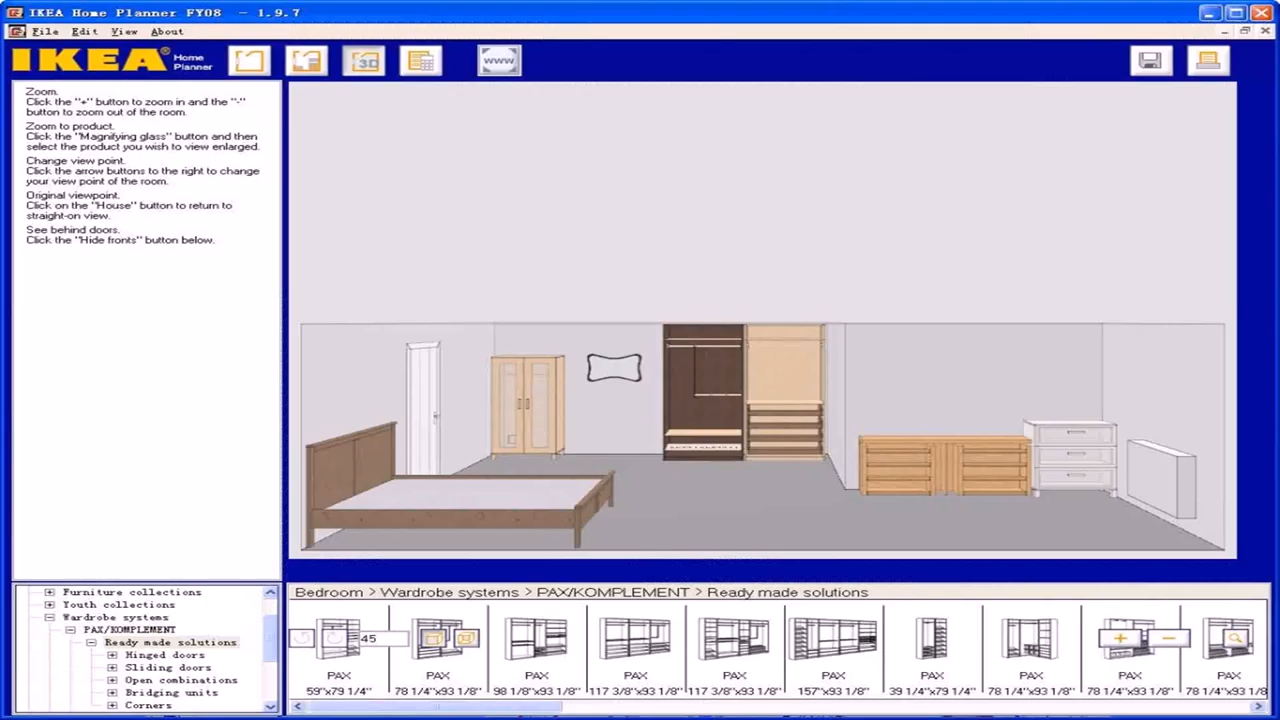 IKEA Home Planner FY08 - 1.9.7
File Edit View About
IKEA® Home Planner
3D
WWW
Zoom.
Click the "+" button to zoom in and the "-"
button to zoom out of the room.
Zoom to product.
Click the "Magnifying glass" button and then
select the product you wish to view enlarged.
Change view point.
Click the arrow buttons to the right to change
your view point of the room.
Original viewpoint.
Click on the "House" button to return to
straight-on view.
See behind doors.
Click the "Hide fronts" button below.
Furniture collections
Youth collections
Wardrobe systems
PAX/KOMPLEMENT
Ready made solutions
Hinged doors
Sliding doors
Open combinations
Bridging units
Corners
Bedroom > Wardrobe systems > PAX/KOMPLEMENT > Ready made solutions
45
PAX PAX PAX PAX PAX PAX PAX PAX PAX PAX
59"x79 1/4" 78 1/4"x93 1/8" 98 1/8"x93 1/8" 117 3/8"x93 1/8" 117 3/8"x93 1/8" 157"x93 1/8" 39 1/4"x79 1/4" 78 1/4"x93 1/8" 78 1/4"x93 1/8" 78 1/4"x93 1/8